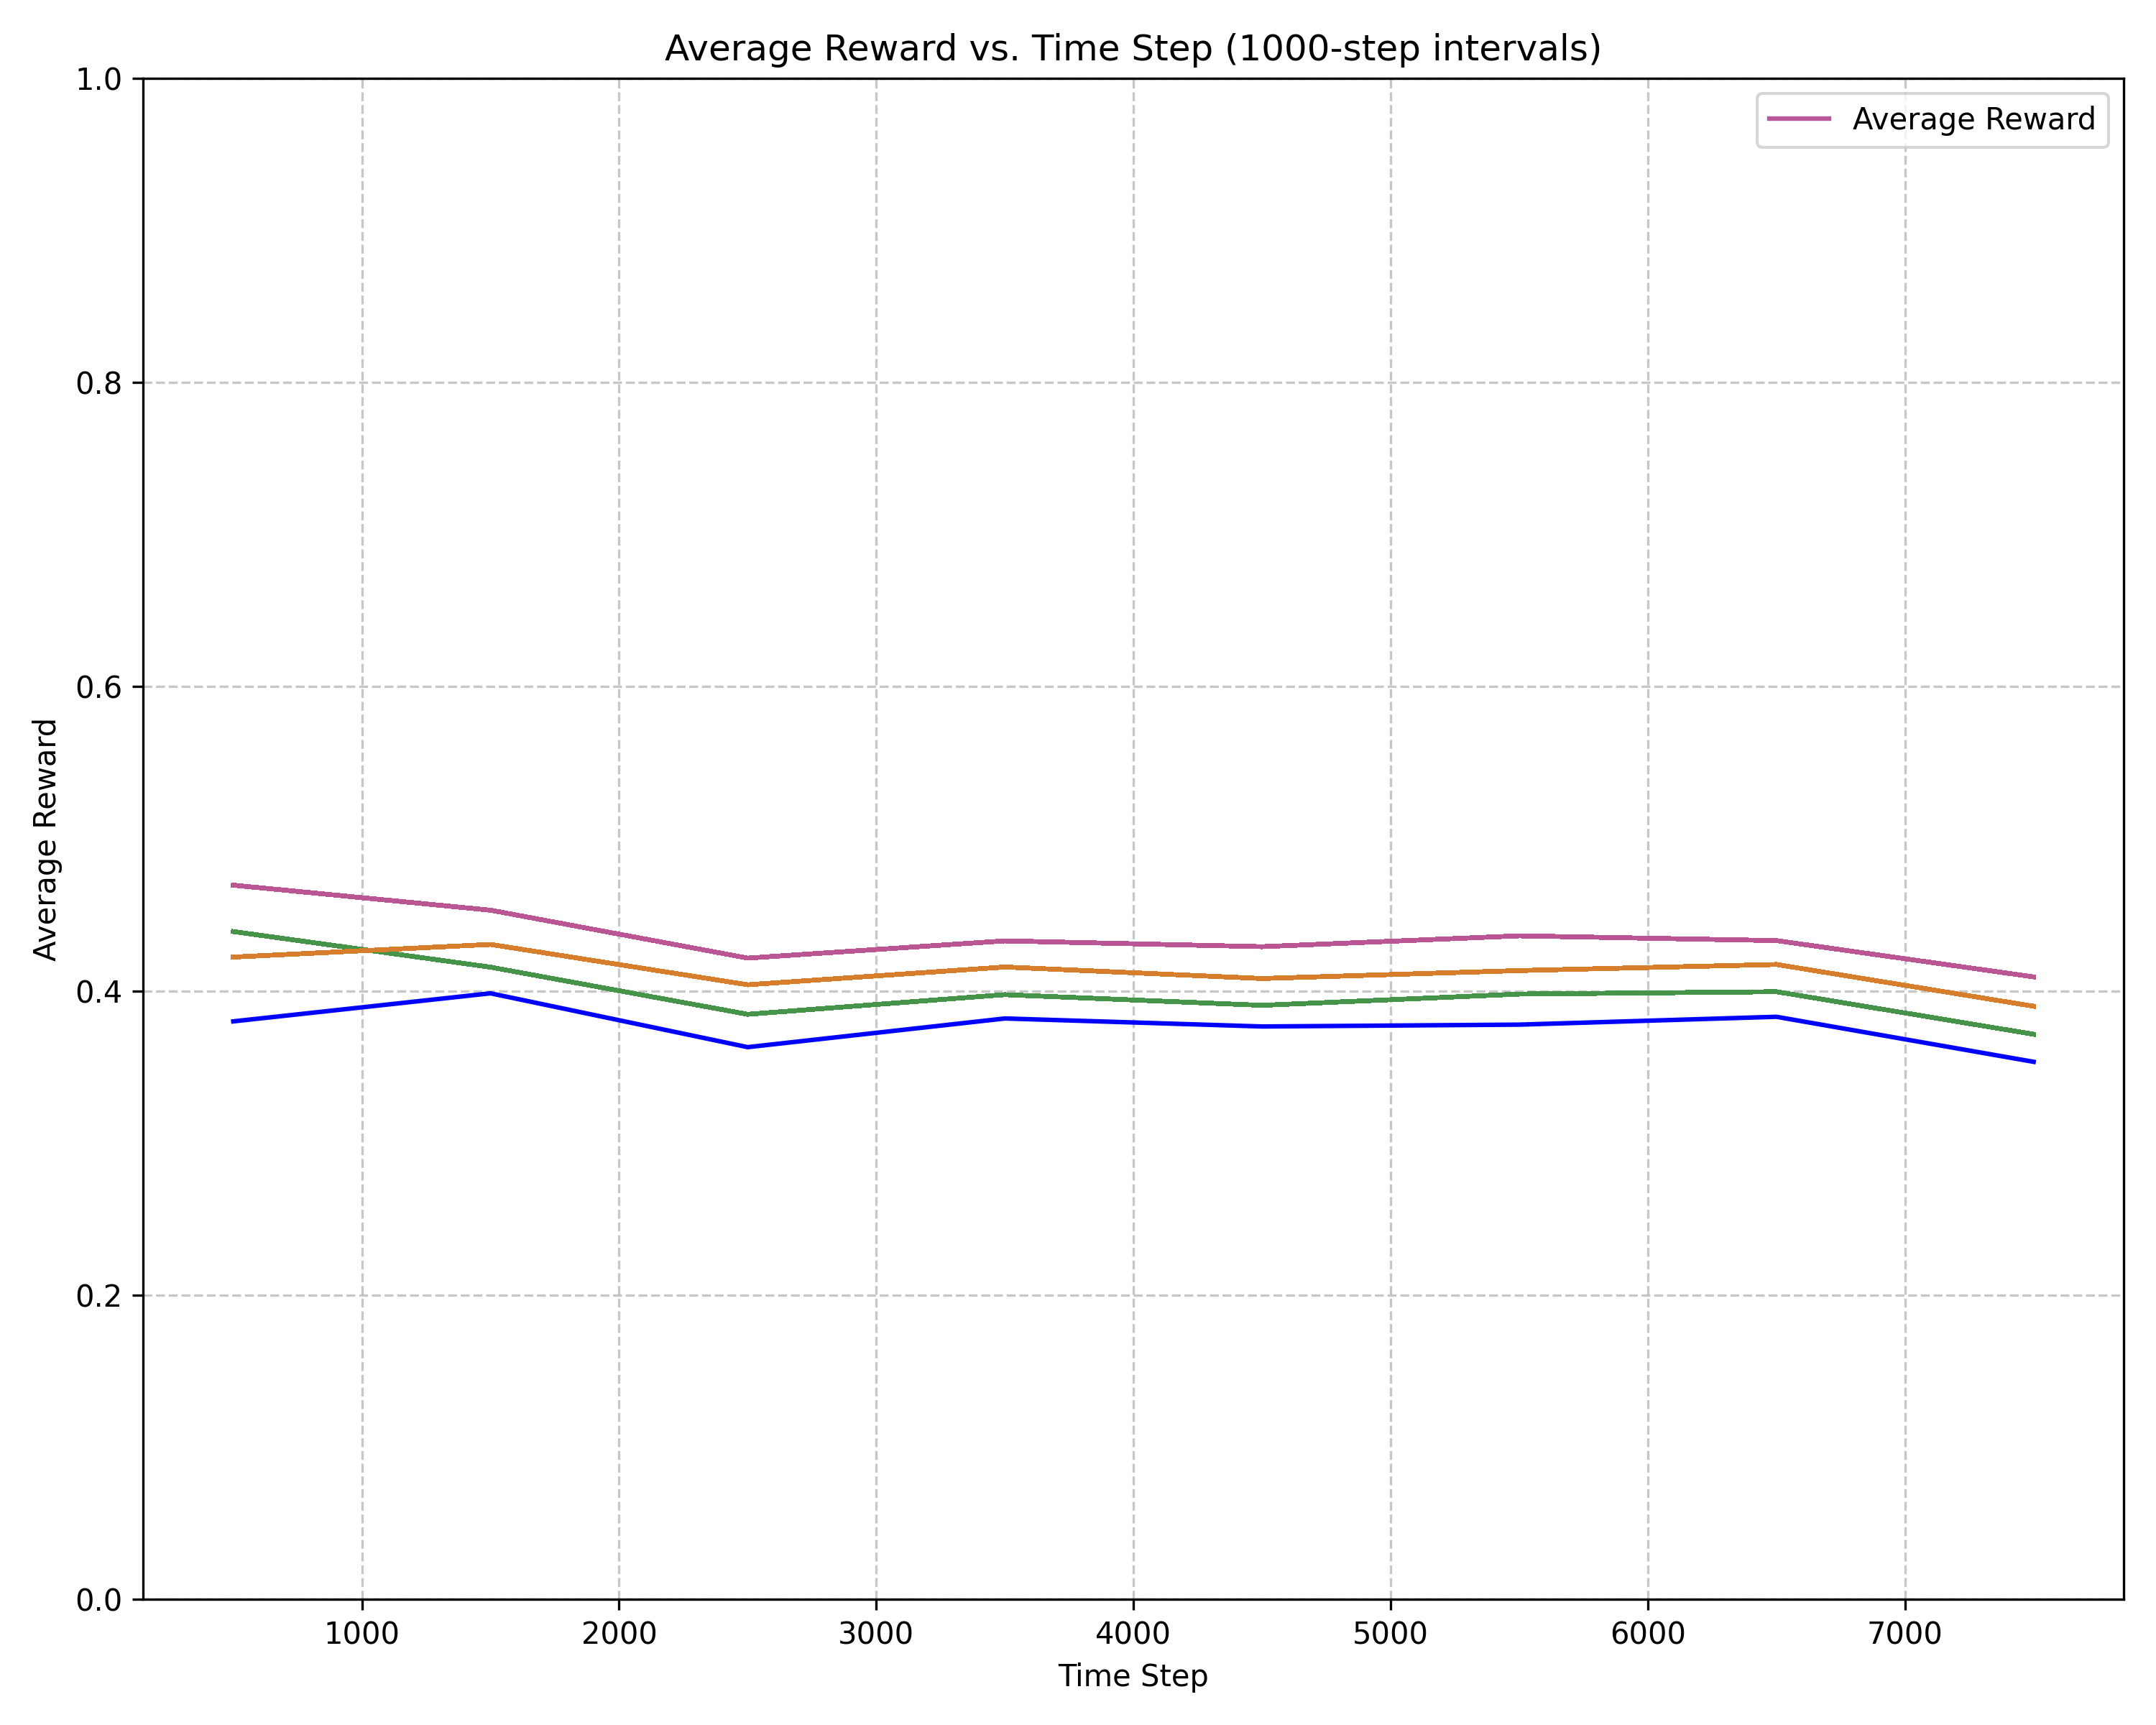 Average Reward vs. Time Step (1000-step intervals)
Average Reward
1.0
0.8
0.6
0.4
0.2
0.0
Average Reward
1000 2000 3000 4000 5000 6000 7000
Time Step